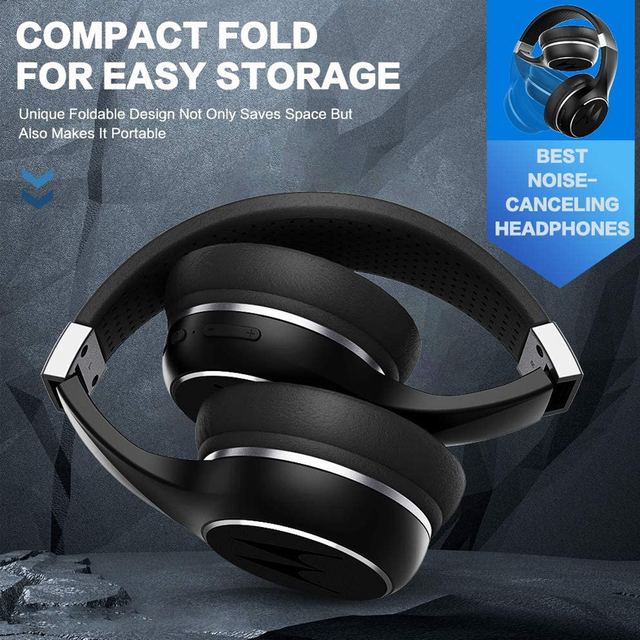 COMPACT FOLD
FOR EASY STORAGE
Unique Foldable Design Not Only Saves Space But
Also Makes It Portable
BEST
NOISE-
CANCELING
HEADPHONES